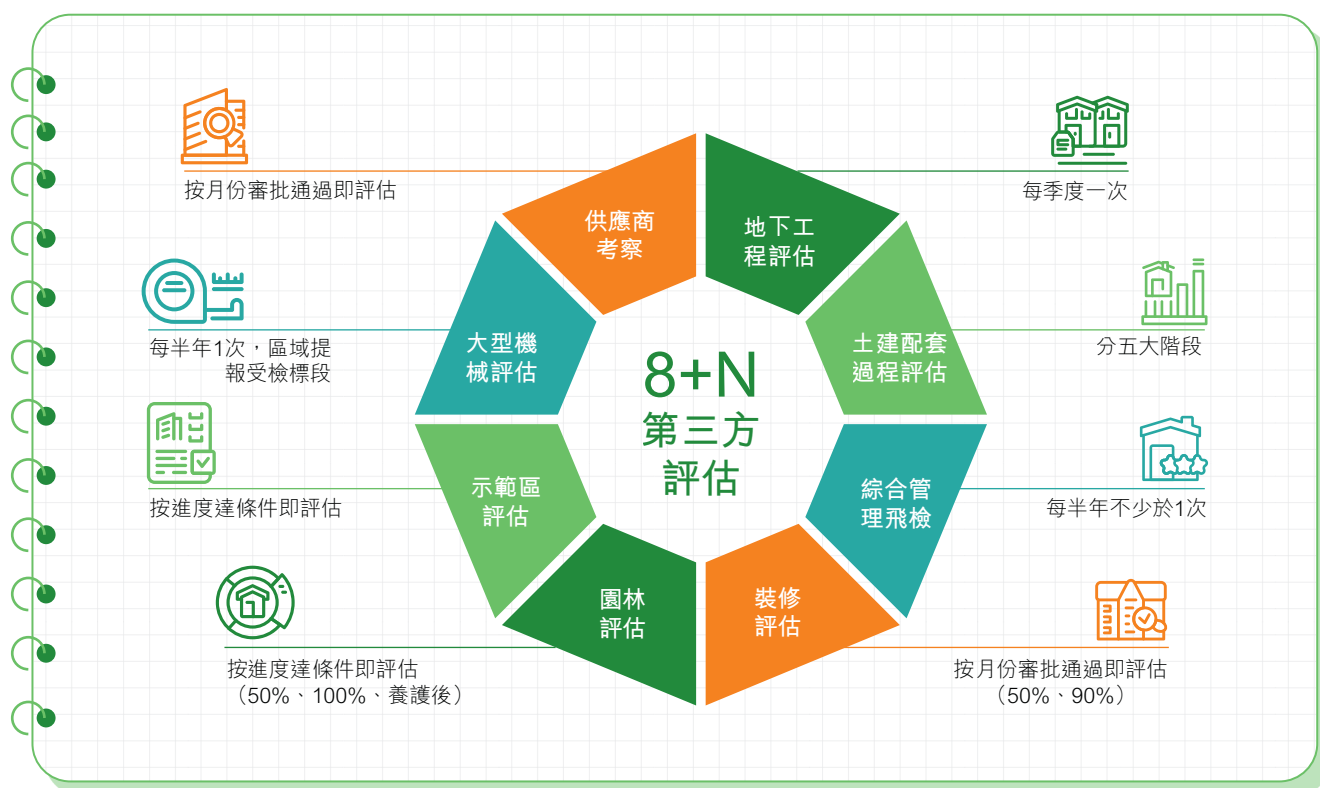 8+N
第三方
評估
地下工
程評估
每季度一次
土建配套
過程評估
分五大階段
綜合管
理飛檢
每半年不少於1次
裝修
評估
按月份審批通過即評估
（50%、90%）
園林
評估
按進度達條件即評估
（50%、100%、養護後）
示範區
評估
按進度達條件即評估
大型機
械評估
每半年1次，區域提
報受檢標段
供應商
考察
按月份審批通過即評估